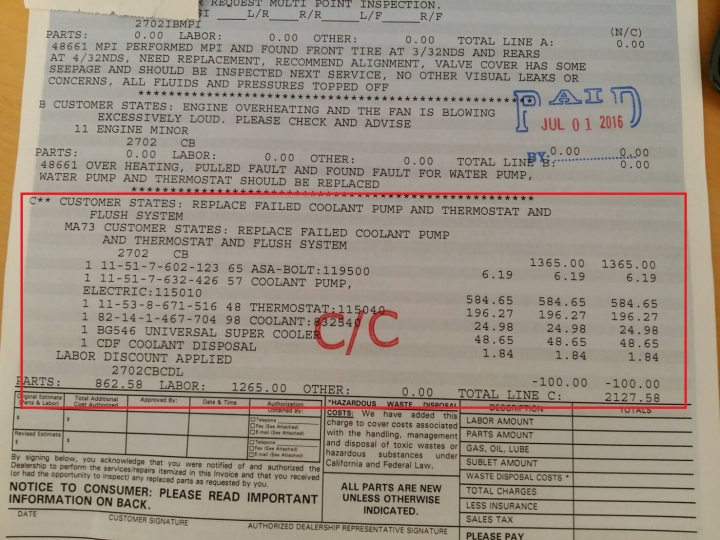 REQUEST MULTI POINT INSPECTION.
L/R R/R L/F R/F
2702IBMPI
(N/C)
PARTS: 0.00 LABOR: 0.00 OTHER: 0.00 TOTAL LINE A: 0.00
48661 MPI PERFORMED MPI AND FOUND FRONT TIRE AT 3/32NDS AND REARS
AT 4/32NDS, NEED REPLACEMENT, RECOMMEND ALIGNMENT, VALVE COVER HAS SOME
SEEPAGE AND SHOULD BE INSPECTED NEXT SERVICE, NO OTHER VISUAL LEAKS OR
CONCERNS, ALL FLUIDS AND PRESSURES TOPPED OFF
B CUSTOMER STATES: ENGINE OVERHEATING AND THE FAN IS BLOWING
EXCESSIVELY LOUD. PLEASE CHECK AND ADVISE
PAID
JUL 01 2016
BY:
11 ENGINE MINOR
2702 CB
0.00 0.00
PARTS: 0.00 LABOR: 0.00 OTHER: 0.00 TOTAL LINE B: 0.00
48661 OVER HEATING, PULLED FAULT AND FOUND FAULT FOR WATER PUMP,
WATER PUMP AND THERMOSTAT SHOULD BE REPLACED
C** CUSTOMER STATES: REPLACE FAILED COOLANT PUMP AND THERMOSTAT AND
FLUSH SYSTEM
MA73 CUSTOMER STATES: REPLACE FAILED COOLANT PUMP
AND THERMOSTAT AND FLUSH SYSTEM
2702 CB
1365.00 1365.00
1 11-51-7-602-123 65 ASA-BOLT:119500 6.19 6.19 6.19
1 11-51-7-632-426 57 COOLANT PUMP,
ELECTRIC:115010 584.65 584.65 584.65
1 11-53-8-671-516 48 THERMOSTAT:115040 196.27 196.27 196.27
1 82-14-1-467-704 98 COOLANT:832540 24.98 24.98 24.98
1 BG546 UNIVERSAL SUPER COOLER 48.65 48.65 48.65
1 CDF COOLANT DISPOSAL 1.84 1.84 1.84
C/C
LABOR DISCOUNT APPLIED
2702CBCDL
-100.00 -100.00
PARTS: 862.58 LABOR: 1265.00 OTHER: 0.00 TOTAL LINE C: 2127.58
Original Estimate Parts & Labor)
$
Total Additional Cost Authorized
$
Approved By:
Date & Time
Authorization Obtained By:
Telepone
Fax (See Attached)
E-mail (See Attached)
Revised Estimate
$
Telepone
Fax (See Attached)
E-mail (See Attached)
By signing below, you acknowledge that you were notified of and authorized the
Dealership to perform the services/repairs itemized in this Invoice and that you received
(or had the opportunity to inspect) any replaced parts as requested by you.
NOTICE TO CONSUMER: PLEASE READ IMPORTANT
INFORMATION ON BACK.
DATE CUSTOMER SIGNATURE AUTHORIZED DEALERSHIP REPRESENTATIVE SIGNATURE
*HAZARDOUS WASTE DISPOSAL
COSTS: We have added this
charge to cover costs associated
with the handling, management
and disposal of toxic wastes or
hazardous substances under
California and Federal Law.
ALL PARTS ARE NEW
UNLESS OTHERWISE
INDICATED.
DESCRIPTION TOTALS
LABOR AMOUNT
PARTS AMOUNT
GAS, OIL, LUBE
SUBLET AMOUNT
WASTE DISPOSAL COSTS *
TOTAL CHARGES
LESS INSURANCE
SALES TAX
PLEASE PAY